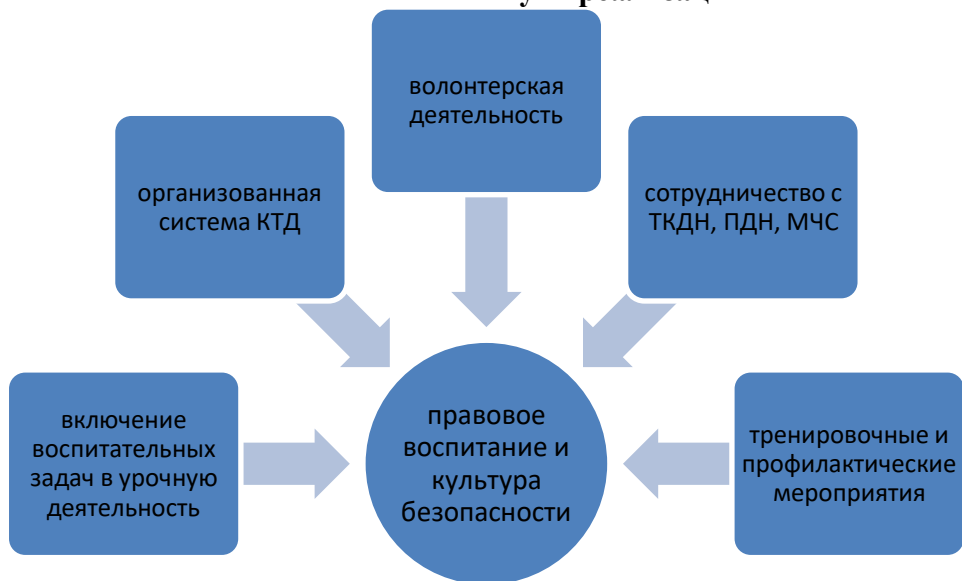 волонтерская
деятельность
организованная
система КТД
сотрудничество с
ТКДН, ПДН, МЧС
включение
воспитательных
задач в урочную
деятельность
правовое
воспитание и
культура
безопасности
тренировочные и
профилактические
мероприятия